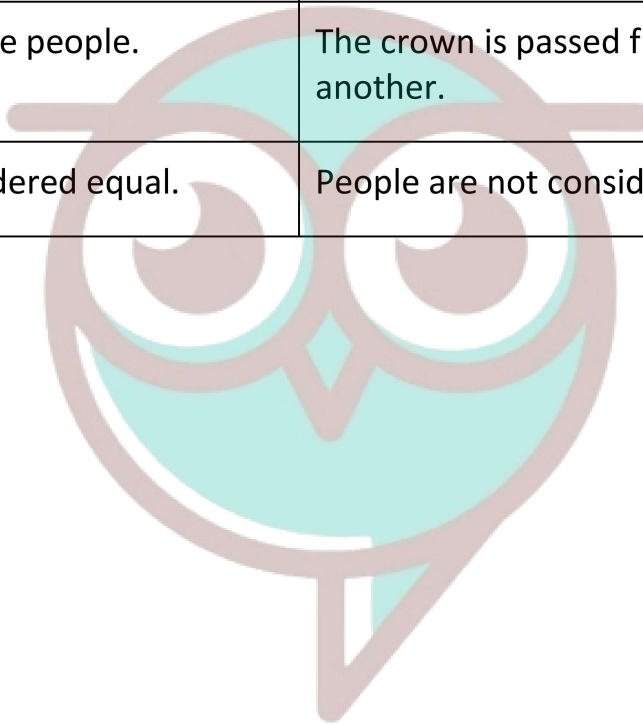 e people.
The crown is passed f
another.
dered equal.
People are not consid